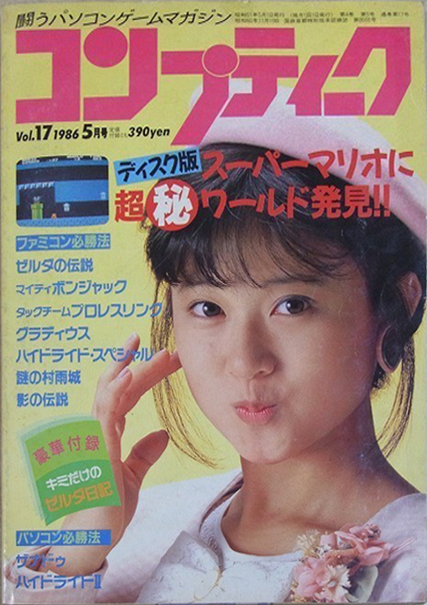 闘うパソコンゲームマガジン
コンプティーク
Vol.17 1986 5月号 390yen
ディスク版 スーパーマリオに
超㊙ワールド発見!!
ファミコン必勝法
ゼルダの伝説
マイティボンジャック
タッグチームプロレスリング
グラディウス
ハイドライド・スペシャル
謎の村雨城
影の伝説
豪華付録
キミだけの
ゼルダ日記
パソコン必勝法
ザナドゥ
ハイドライドⅡ